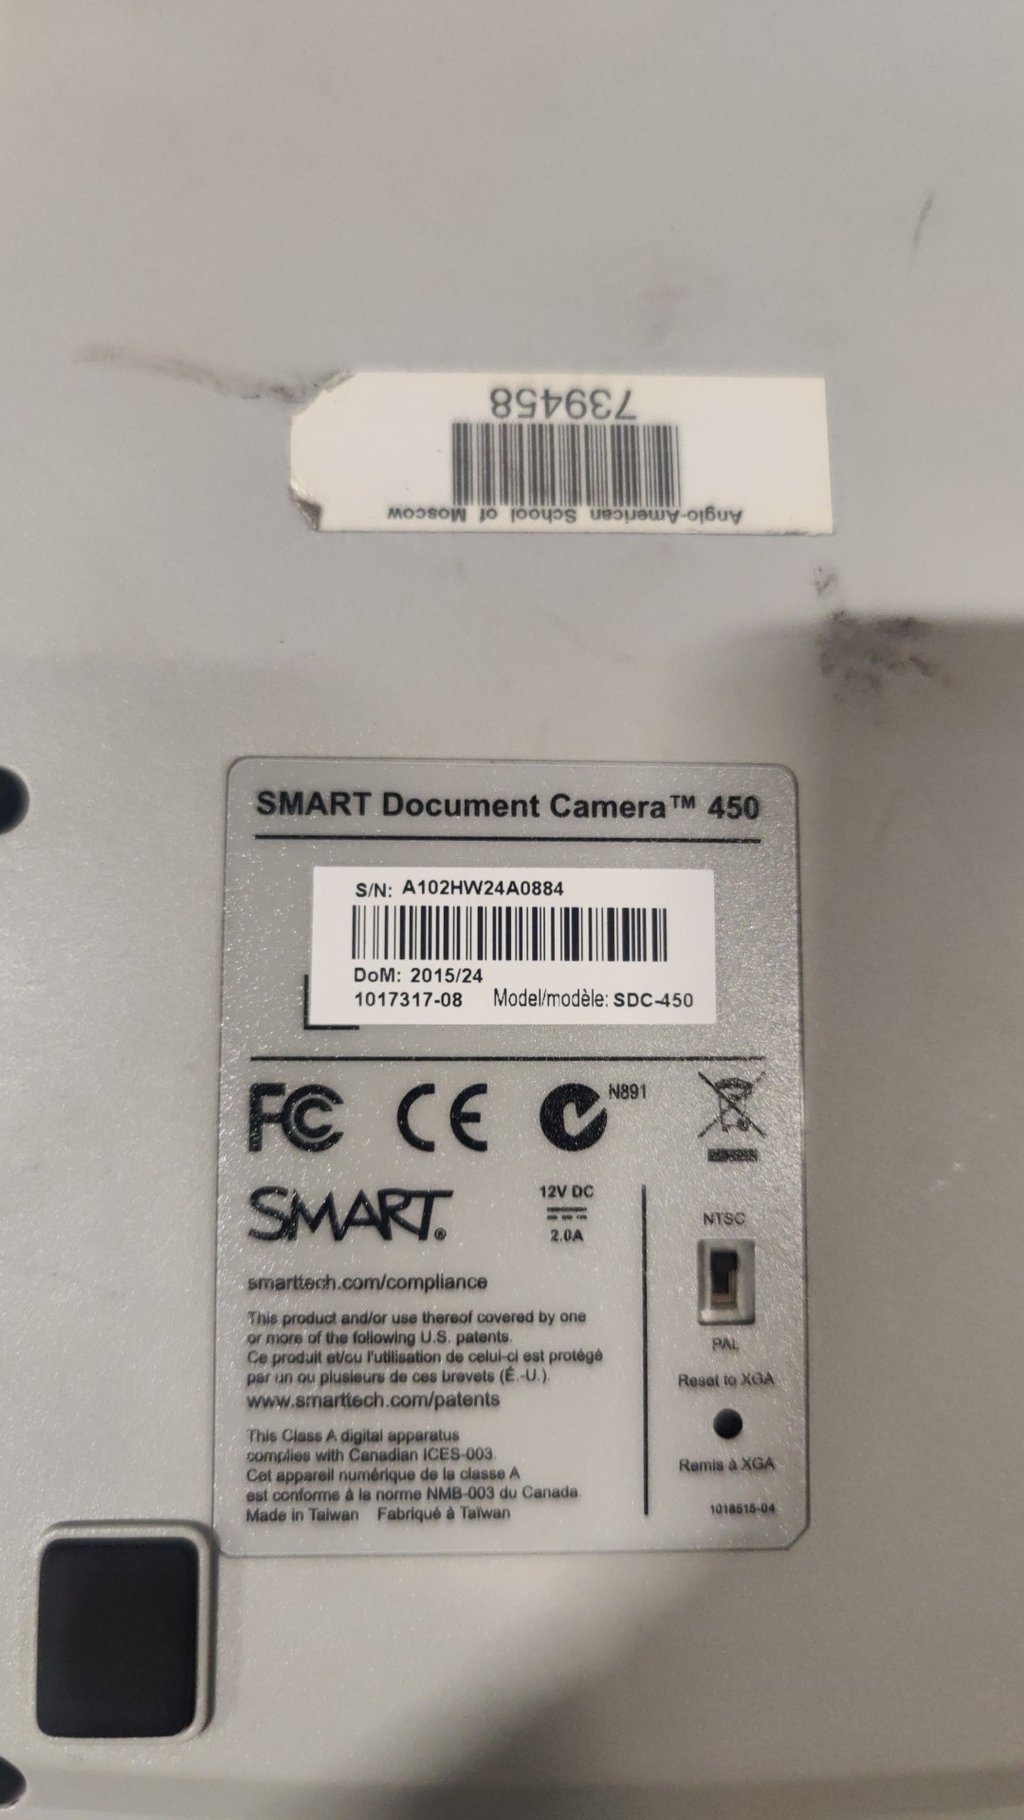 739458
Anglo-American School of Moscow
SMART Document Camera™ 450
S/N: A102HW24A0884
DoM: 2015/24
1017317-08 Model/modèle: SDC-450
FC CE N891
SMART® 12V DC
2.0A
smarttech.com/compliance
This product and/or use thereof covered by one
or more of the following U.S. patents.
Ce produit et/ou l'utilisation de celui-ci est protégé
par un ou plusieurs de ces brevets (É.-U.).
www.smarttech.com/patents
This Class A digital apparatus
complies with Canadian ICES-003.
Cet appareil numérique de la classe A
est conforme à la norme NMB-003 du Canada.
Made in Taiwan Fabriqué à Taïwan
NTSC
PAL
Reset to XGA
Remis à XGA
1018515-04